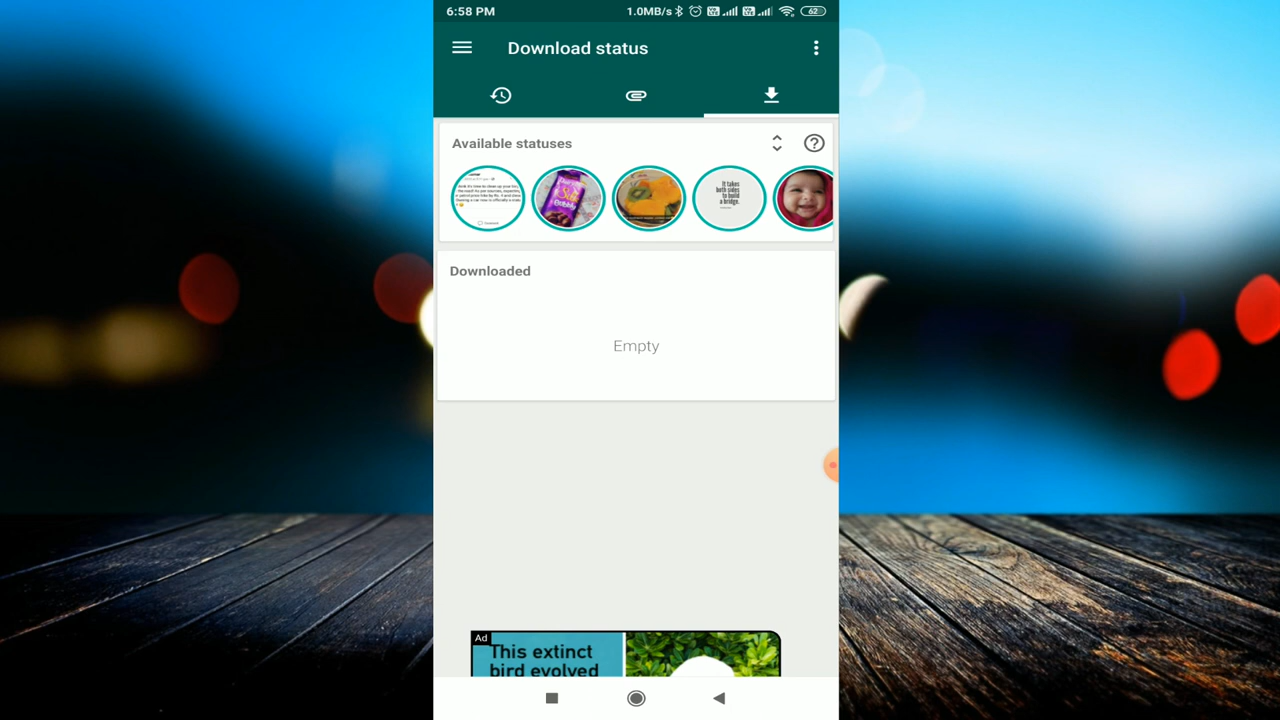 6:58 PM
1.0MB/s
62
Download status
Available statuses
It takes
both sides
to build
a bridge.
Downloaded
Empty
Ad
This extinct
bird evolved